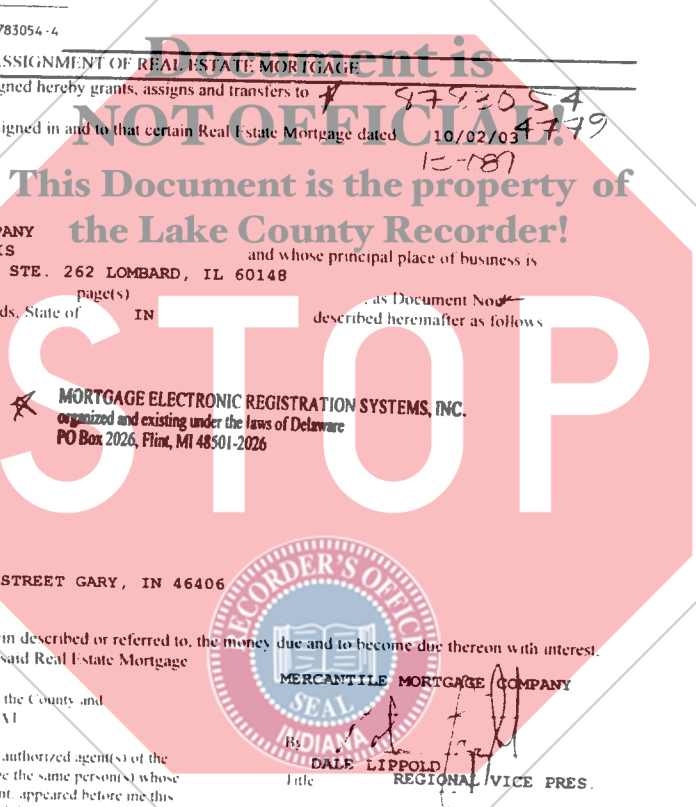 783054-4
Document is
ASSIGNMENT OF REAL ESTATE MORTGAGE
gned hereby grants, assigns and transfers to
8783054
NOT OFFICIAL!
igned in and to that certain Real Estate Mortgage dated 10/02/03 4779
This Document is the property of
the Lake County Recorder!
PANY
IS and whose principal place of business is
STE. 262 LOMBARD, IL 60148
page(s) , as Document No
ds, State of IN described hereinafter as follows
STOP
MORTGAGE ELECTRONIC REGISTRATION SYSTEMS, INC.
organized and existing under the laws of Delaware
PO Box 2026, Flint, MI 48501-2026
STREET GARY, IN 46406
RECORDER'S OFFICE
SEAL
INDIANA
in described or referred to, the money due and to become due thereon with interest,
said Real Estate Mortgage
MERCANTILE MORTGAGE COMPANY
the County and
authorized agent(s) of the
By
DALE LIPPOLD
e the same person(s) whose
Title REGIONAL VICE PRES.
nt, appeared before me this